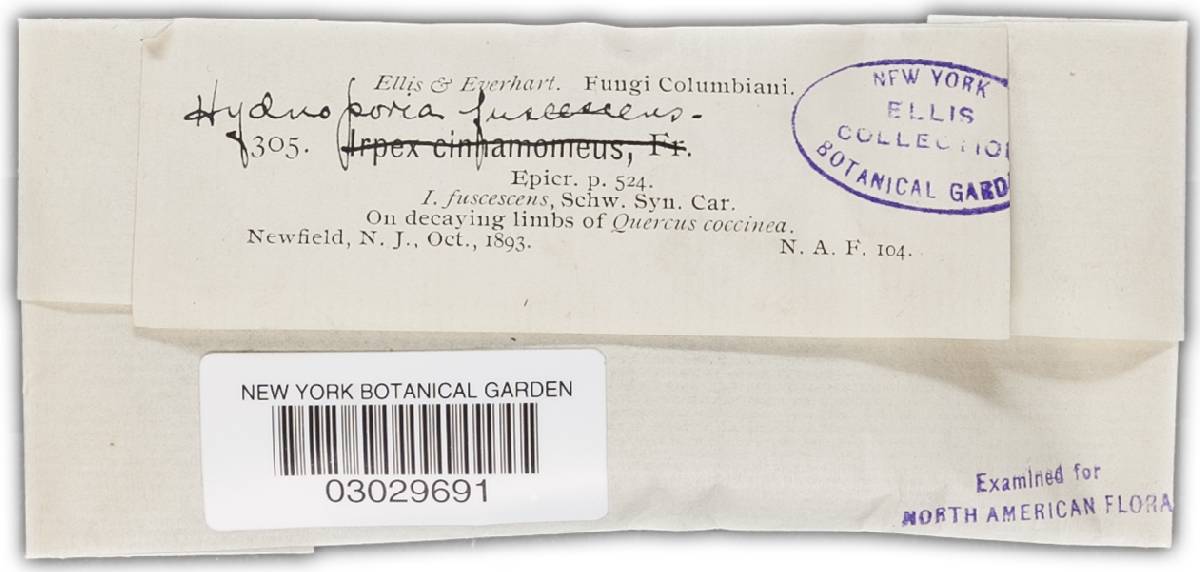 Ellis & Everhart. Fungi Columbiani.
Hydnoporia fuscescens.
305. Irpex cinnamomeus, Fr.
Epicr. p. 524.
I. fuscescens, Schw. Syn. Car.
On decaying limbs of Quercus coccinea.
Newfield, N. J., Oct., 1893. N. A. F. 104.
NEW YORK
ELLIS
COLLECTION
BOTANICAL GARD
NEW YORK BOTANICAL GARDEN
03029691
Examined for
NORTH AMERICAN FLORA